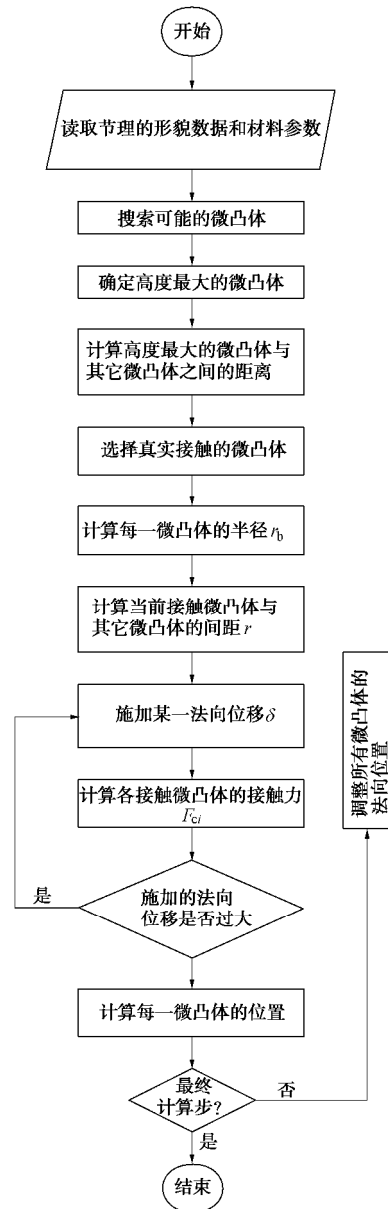 开始
读取节理的形貌数据和材料参数
搜索可能的微凸体
确定高度最大的微凸体
计算高度最大的微凸体与
其它微凸体之间的距离
选择真实接触的微凸体
计算每一微凸体的半径 r_b
计算当前接触微凸体与
其它微凸体的间距 r
施加某一法向位移δ
调整所有微凸体的
法向位置
计算各接触微凸体的接触力
F_ci
是
施加的法向
位移是否过大
计算每一微凸体的位置
最终
计算步?
否
是
结束